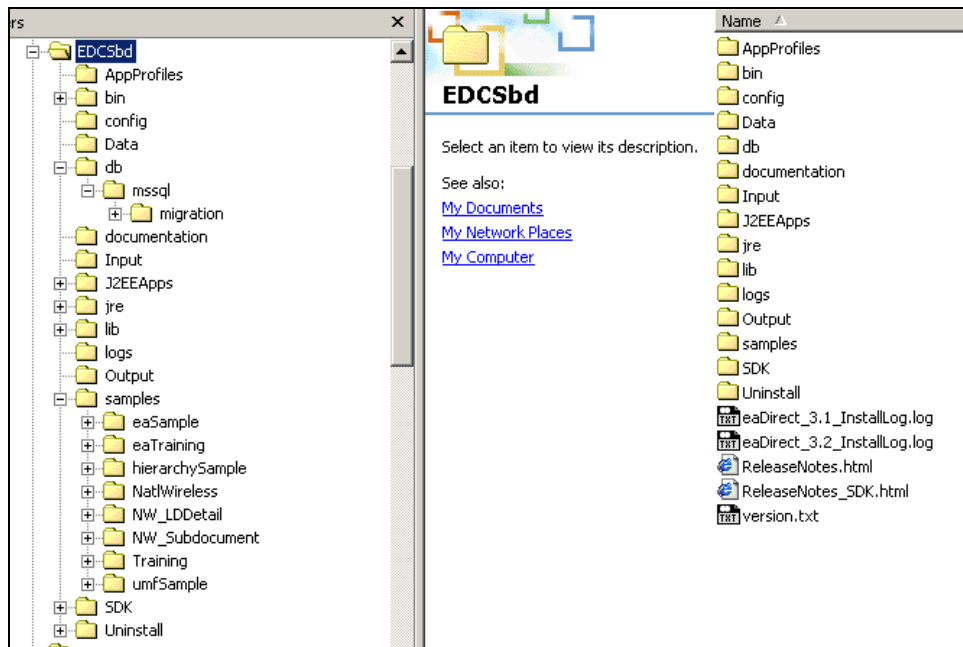 rs
EDCSbd
AppProfiles
bin
config
Data
db
mssql
migration
documentation
Input
J2EEApps
jre
lib
logs
Output
samples
eaSample
eaTraining
hierarchySample
NatlWireless
NW_LDDetail
NW_Subdocument
Training
umfSample
SDK
Uninstall
EDCSbd
Select an item to view its description.
See also:
My Documents
My Network Places
My Computer
Name
AppProfiles
bin
config
Data
db
documentation
Input
J2EEApps
jre
lib
logs
Output
samples
SDK
Uninstall
TXT eaDirect_3.1_InstallLog.log
TXT eaDirect_3.2_InstallLog.log
ReleaseNotes.html
ReleaseNotes_SDK.html
TXT version.txt